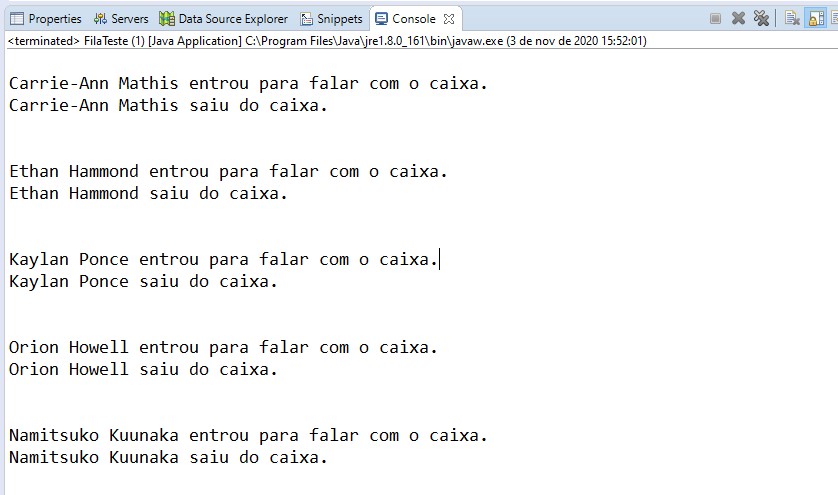 Properties Servers Data Source Explorer Snippets Console
<terminated> FilaTeste (1) [Java Application] C:\Program Files\Java\jre1.8.0_161\bin\javaw.exe (3 de nov de 2020 15:52:01)
Carrie-Ann Mathis entrou para falar com o caixa.
Carrie-Ann Mathis saiu do caixa.
Ethan Hammond entrou para falar com o caixa.
Ethan Hammond saiu do caixa.
Kaylan Ponce entrou para falar com o caixa.
Kaylan Ponce saiu do caixa.
Orion Howell entrou para falar com o caixa.
Orion Howell saiu do caixa.
Namitsuko Kuunaka entrou para falar com o caixa.
Namitsuko Kuunaka saiu do caixa.